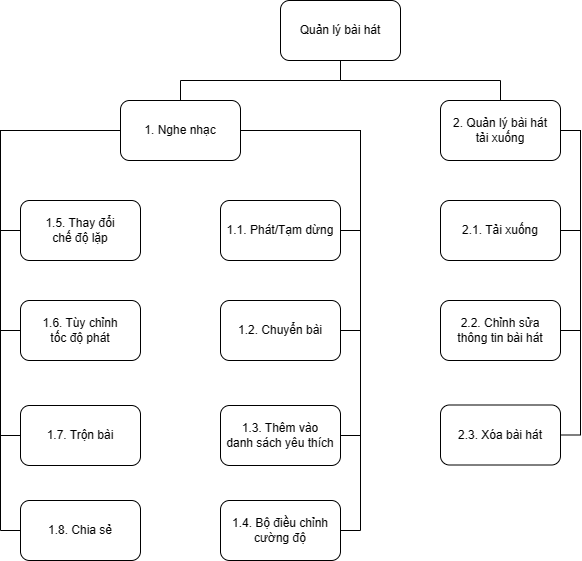 Quản lý bài hát
1. Nghe nhạc
2. Quản lý bài hát
tải xuống
1.5. Thay đổi
chế độ lặp
1.1. Phát/Tạm dừng
2.1. Tải xuống
1.6. Tùy chỉnh
tốc độ phát
1.2. Chuyển bài
2.2. Chỉnh sửa
thông tin bài hát
1.7. Trộn bài
1.3. Thêm vào
danh sách yêu thích
2.3. Xóa bài hát
1.8. Chia sẻ
1.4. Bộ điều chỉnh
cường độ